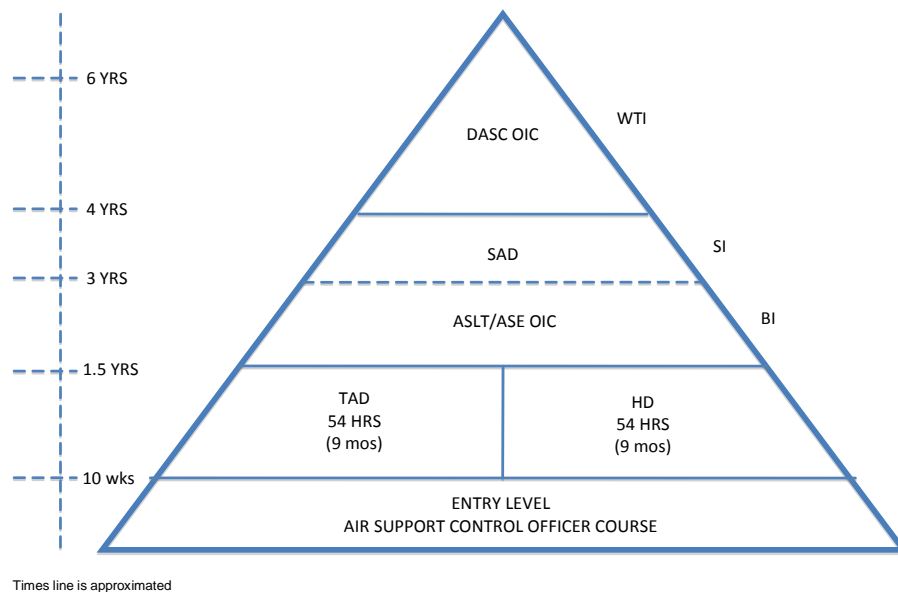 6 YRS
WTI
DASC OIC
4 YRS
SI
SAD
3 YRS
BI
ASLT/ASE OIC
1.5 YRS
TAD
54 HRS
(9 mos)
HD
54 HRS
(9 mos)
10 wks
ENTRY LEVEL
AIR SUPPORT CONTROL OFFICER COURSE
Times line is approximated